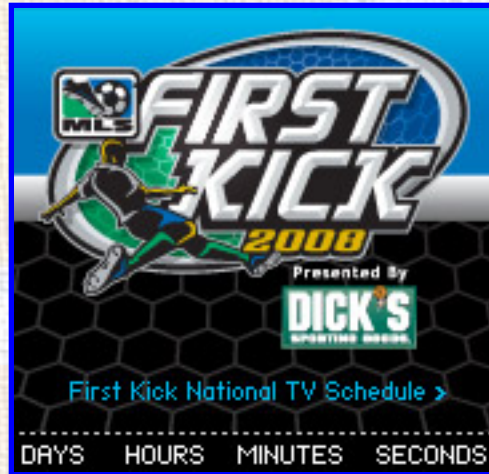 MLS
FIRST
KICK
2008
Presented By
DICK'S
SPORTING GOODS.
First Kick National TV Schedule >
DAYS HOURS MINUTES SECONDS